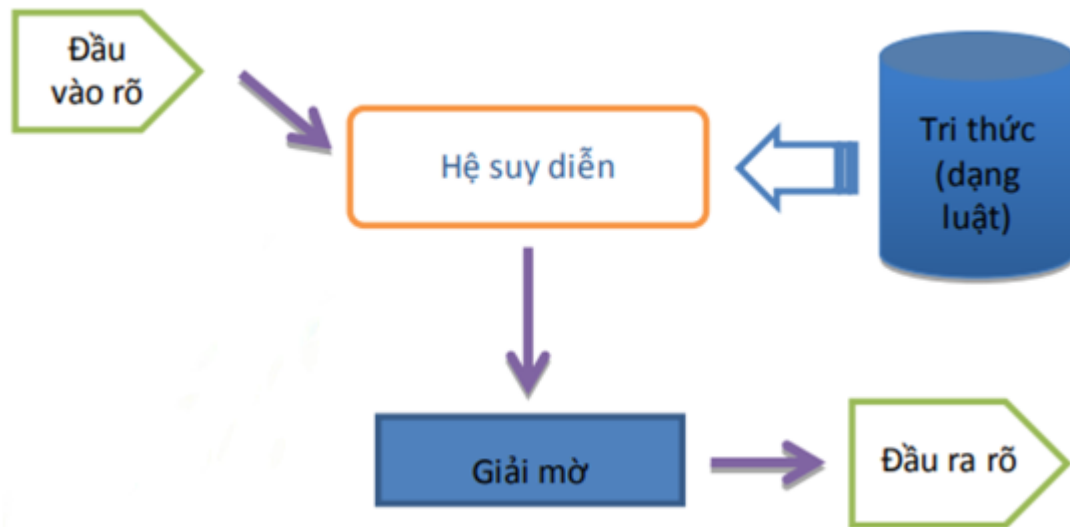 Đầu
vào rõ
Hệ suy diễn
Tri thức
(dạng
luật)
Giải mờ
Đầu ra rõ